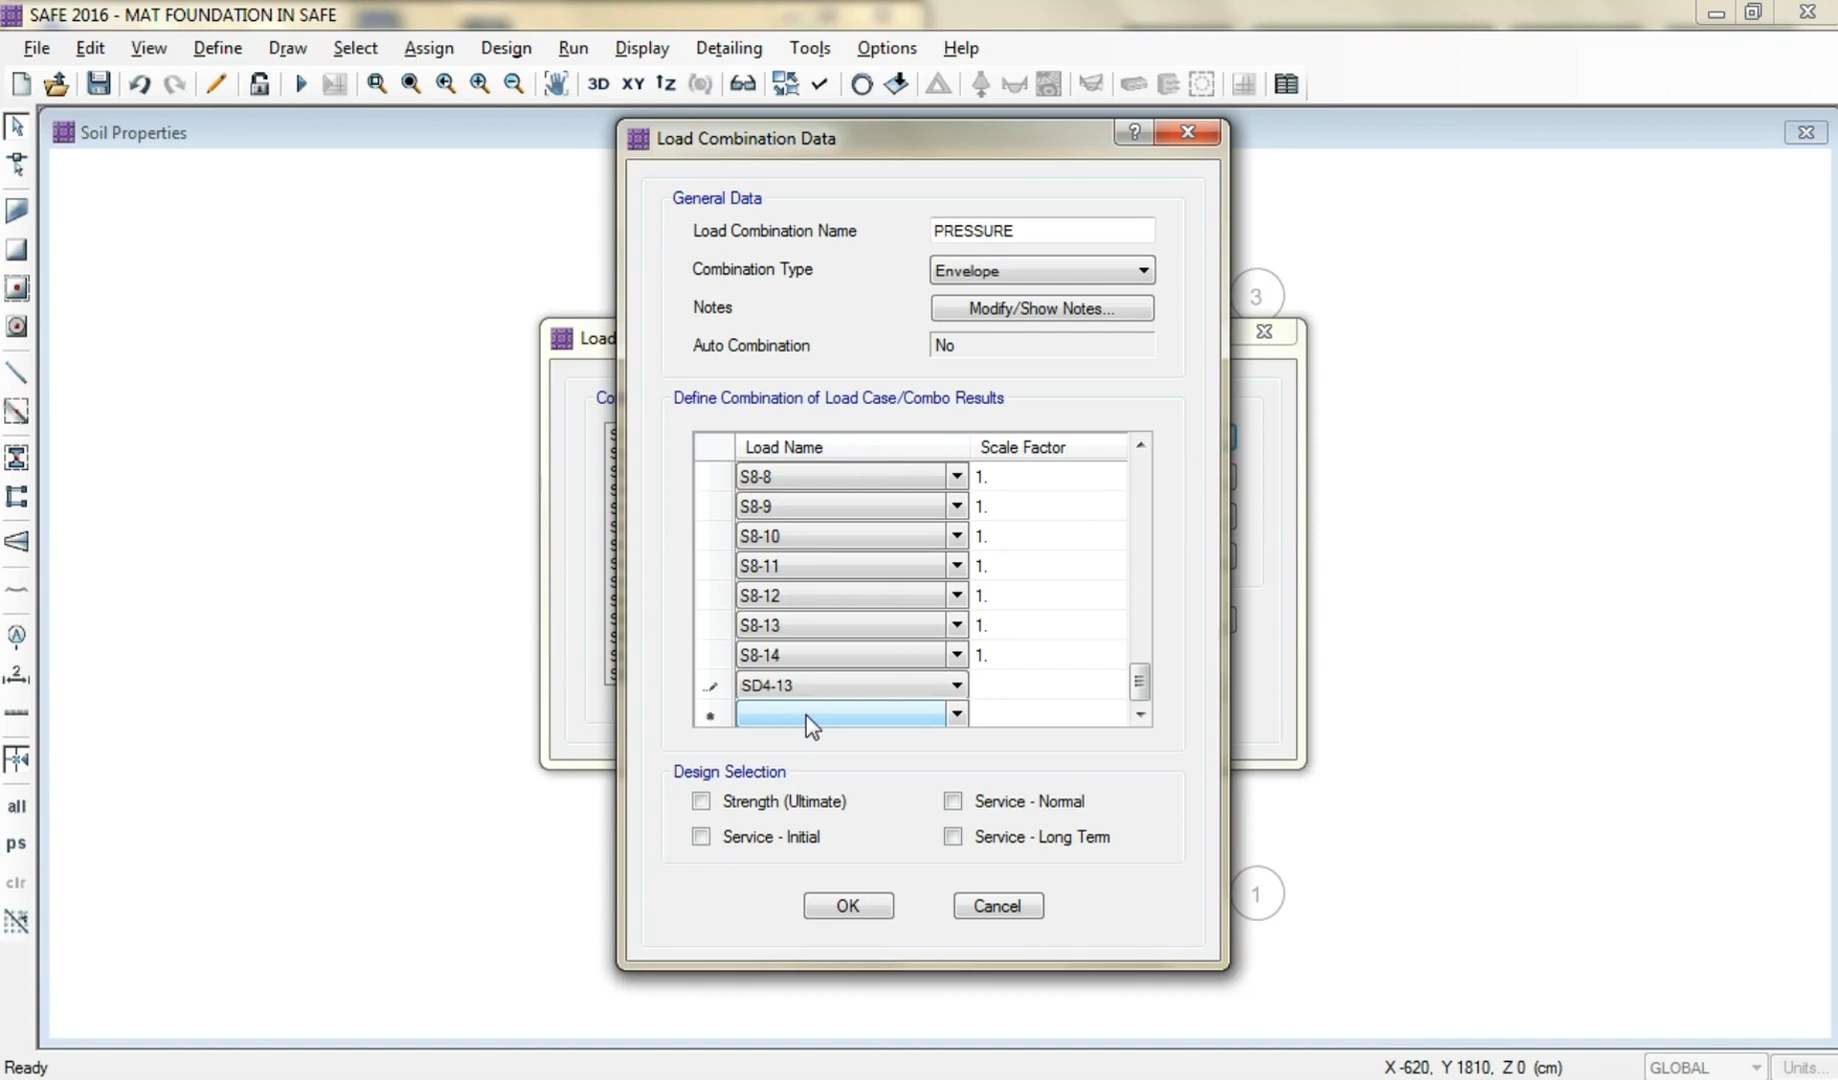 SAFE 2016 - MAT FOUNDATION IN SAFE
File Edit View Define Draw Select Assign Design Run Display Detailing Tools Options Help
3D XY
Soil Properties
Load Combination Data
General Data
Load Combination Name PRESSURE
Combination Type Envelope
Notes Modify/Show Notes...
Auto Combination No
3
Load
Co
Define Combination of Load Case/Combo Results
Load Name Scale Factor
S8-8 1.
S8-9 1.
S8-10 1.
S8-11 1.
S8-12 1.
S8-13 1.
S8-14 1.
SD4-13
Design Selection
Strength (Ultimate) Service - Normal
Service - Initial Service - Long Term
all
ps
clr
1
OK Cancel
Ready X -620, Y 1810, Z 0 (cm) GLOBAL Units...